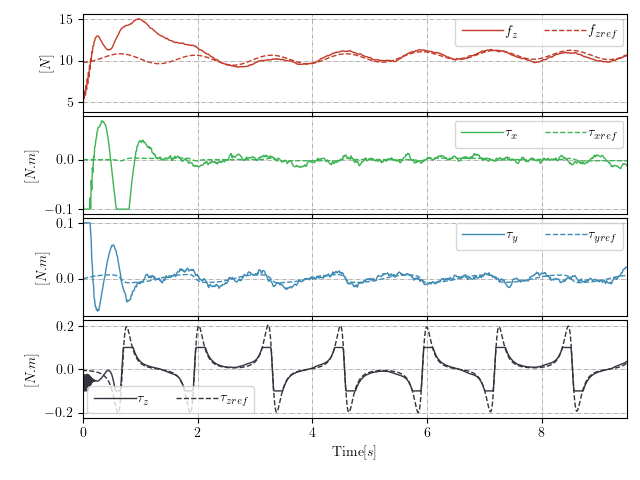 15
10
5
[N]
f_z f_zref
0.0
−0.1
[N.m]
τ_x τ_xref
0.1
0.0
[N.m]
τ_y τ_yref
0.2
0.0
−0.2
[N.m]
τ_z τ_zref
0 2 4 6 8
Time[s]